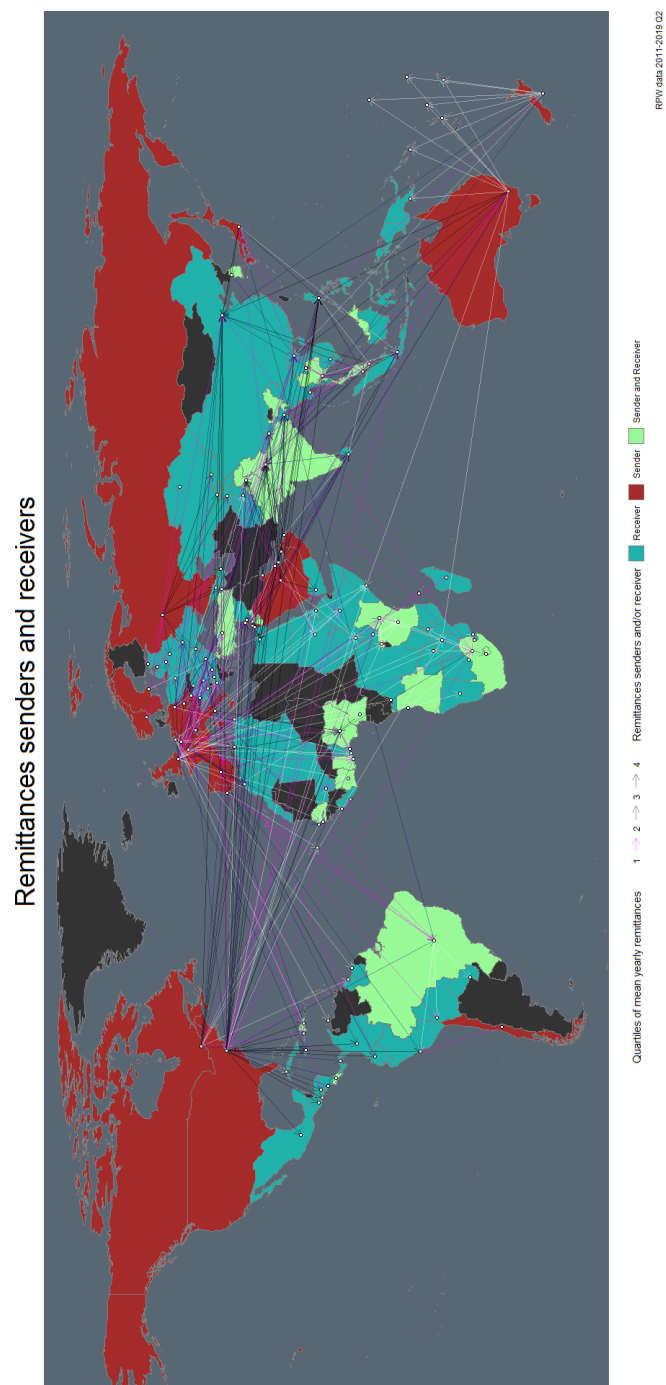 Remittances senders and receivers
Quartiles of mean yearly remittances 1 2 3 4 Remittances senders and/or receiver Receiver Sender Sender and Receiver
RPW data 2011-2019 Q2